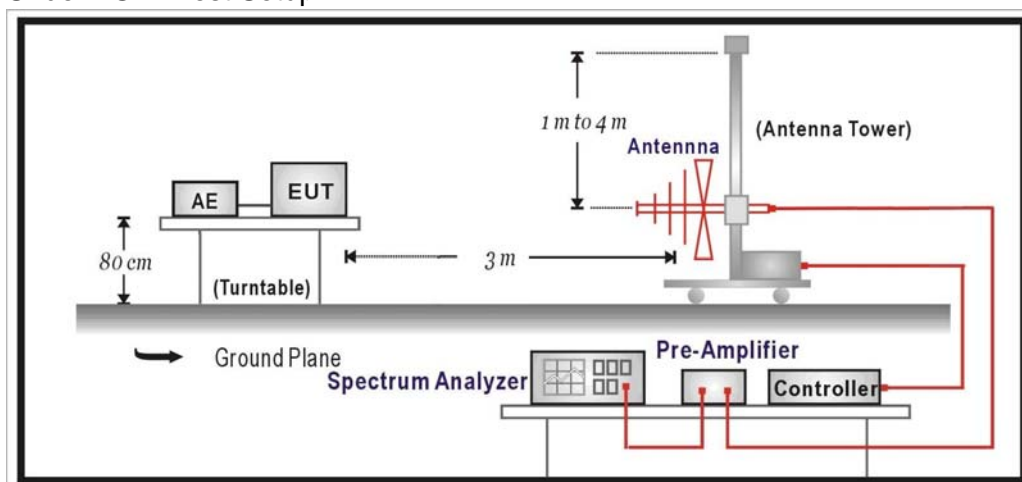 1 m to 4 m
(Antenna Tower)
Antennna
AE
EUT
80 cm
3 m
(Turntable)
Ground Plane
Pre-Amplifier
Spectrum Analyzer
Controller